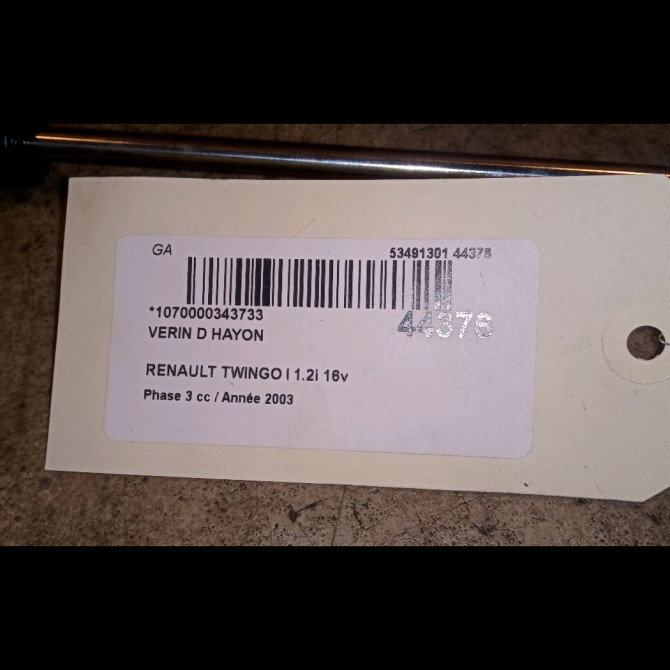 GA
53491301 44376
*1070000343733
44376
VERIN D HAYON
RENAULT TWINGO I 1.2i 16v
Phase 3 cc / Année 2003